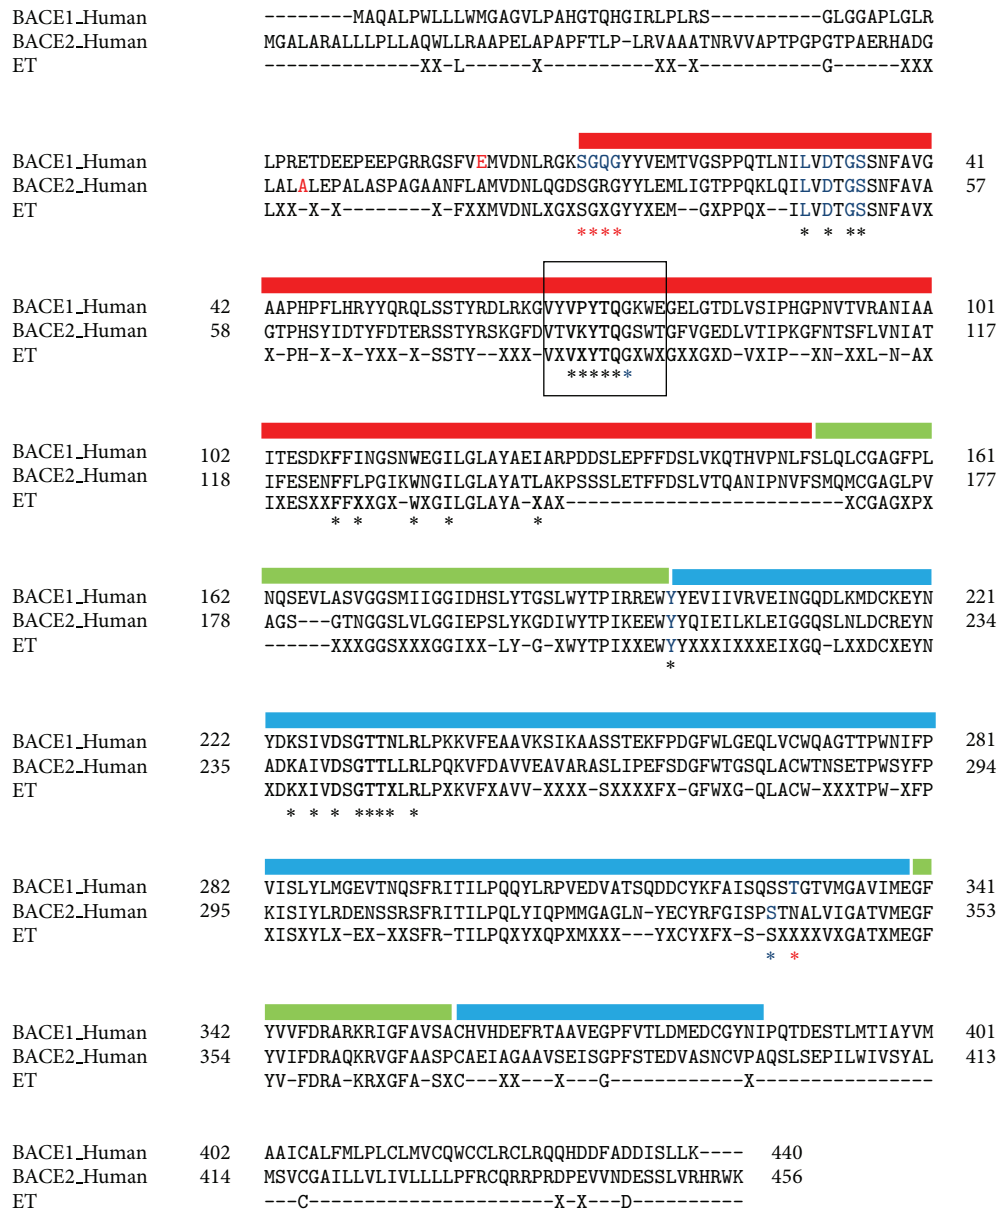 BACE1_Human --------MAQALPWLLLWMGAGVLPAHGTQHGIRLPLRS---------GLGGAPLGLR
BACE2_Human MGALARALLLPLLAQWLLRAAPELAPAPFTLP-LRVAAATNRVVAPTPGPGTPAERHADG
ET -------------XX-L------X----------XX-X-----------G------XXX
BACE1_Human LPRETDEEPEEPGRRGSFVEMVDNLRGKSGQGYYVEMTVGSPPQTLNILVDTGSSNFAVG 41
BACE2_Human LALALEPALASPAGAANFLAMVDNLQGDSGRGYYLEMLIGTPPQKLQILVDTGSSNFAVA 57
ET LXX-X-X--------X-FXXMVDNLXGXSGXGYYXEM--GXPPQX--ILVDTGSSNFAVX
**** * * **
BACE1_Human 42 AAPHPFLHRYYQRQLSSTYRDLRKGVYVPYTQGKWEGELGTDLVSIPHGPNVTVRANIAA 101
BACE2_Human 58 GTPHSYIDTYFDTERSSTYRSKGFDVTVKYTQGSWTGFVGEDLVTIPKGFNTSFLVNIAT 117
ET X-PH-X-X-YXX-X-SSTY--XXX-VXVXYTQGXWXGXXGXD-VXIP--XN-XXL-N-AX
******
BACE1_Human 102 ITESDKFFINGSNWEGILGLAYAEIARPDDSLEPFFDSLVKQTHVPNLFSLQLCGAGFPL 161
BACE2_Human 118 IFESENFFLPGIKWNGILGLAYATLAKPSSSLETFFDSLVTQANIPNVFSMQMCGAGLPV 177
ET IXESXXFFXXGX-WXGILGLAYA-XAX------------------------XCGAGXPX
* * * * *
BACE1_Human 162 NQSEVLASVGGSMIIGGIDHSLYTGSLWYTPIRREWYYEVIIVRVEINGQDLKMDCKEYN 221
BACE2_Human 178 AGS---GTNGGSLVLGGIEPSLYKGDIWYTPIKEEWYYQIEILKLEIGGQSLNLDCREYN 234
ET ------XXXGGSXXXGGIXX-LY-G-XWYTPIXXEWYYXXXIXXXEIXGQ-LXXDCXEYN
*
BACE1_Human 222 YDKSIVDSGTTNLRLPKKVFEAAVKSIKAASSTEKFPDGFWLGEQLVCWQAGTTPWNIFP 281
BACE2_Human 235 ADKAIVDSGTTLLRLPQKVFDAVVEAVARASLIPEFSDGFWTGSQLACWTNSETPWSYFP 294
ET XDKXIVDSGTTXLRLPXKVFXAVV-XXXX-SXXXXFX-GFWXG-QLACW-XXXTPW-XFP
* * * **** *
BACE1_Human 282 VISLYLMGEVTNQSFRITILPQQYLRPVEDVATSQDDCYKFAISQSSTGTVMGAVIMEGF 341
BACE2_Human 295 KISIYLRDENSSRSFRITILPQLYIQPMMGAGLN-YECYRFGISPSTNALVIGATVMEGF 353
ET XISXYLX-EX-XXSFR-TILPQXYXQPXMXXX---YXCYXFX-S-SXXXXVXGATXMEGF
* *
BACE1_Human 342 YVVFDRARKRIGFAVSACHVHDEFRTAAVEGPFVTLDMEDCGYNIPQTDESTLMTIAYVM 401
BACE2_Human 354 YVIFDRAQKRVGFAASPCAEIAGAAVSEISGPFSTEDVASNCVPAQSLSEPILWIVSYAL 413
ET YV-FDRA-KRXGFA-SXC---XX---X---G------------X----------------
BACE1_Human 402 AAICALFMLPLCLMVCQWCCLRCLRQQHDDFADDISLLK---- 440
BACE2_Human 414 MSVCGAILLVLIVLLLLPFRCQRRPRDPEVVNDESSLVRHRWK 456
ET ---C---------------------X-X---D----------